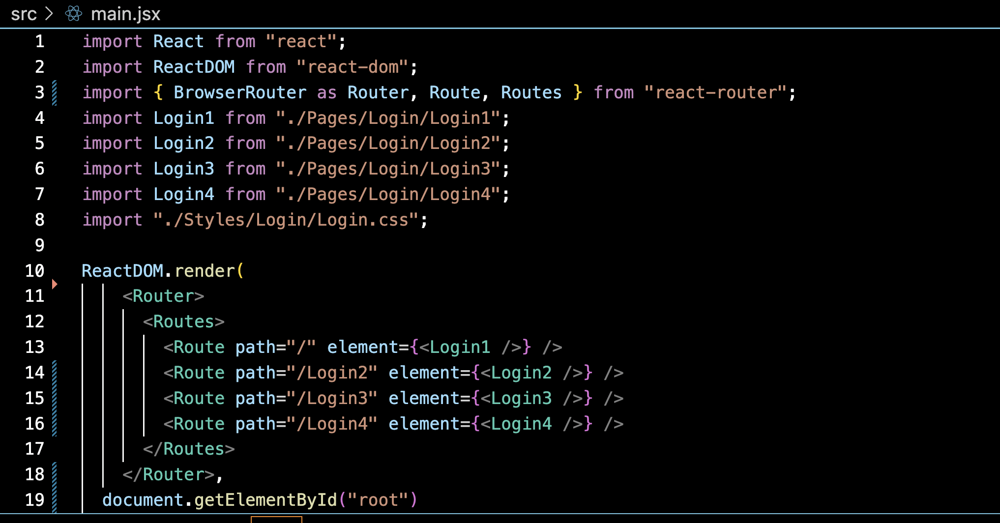 src > main.jsx
1 import React from "react";
2 import ReactDOM from "react-dom";
3 import { BrowserRouter as Router, Route, Routes } from "react-router";
4 import Login1 from "./Pages/Login/Login1";
5 import Login2 from "./Pages/Login/Login2";
6 import Login3 from "./Pages/Login/Login3";
7 import Login4 from "./Pages/Login/Login4";
8 import "./Styles/Login/Login.css";
9
10 ReactDOM.render(
11     <Router>
12       <Routes>
13         <Route path="/" element={<Login1 />} />
14         <Route path="/Login2" element={<Login2 />} />
15         <Route path="/Login3" element={<Login3 />} />
16         <Route path="/Login4" element={<Login4 />} />
17       </Routes>
18     </Router>,
19   document.getElementById("root")